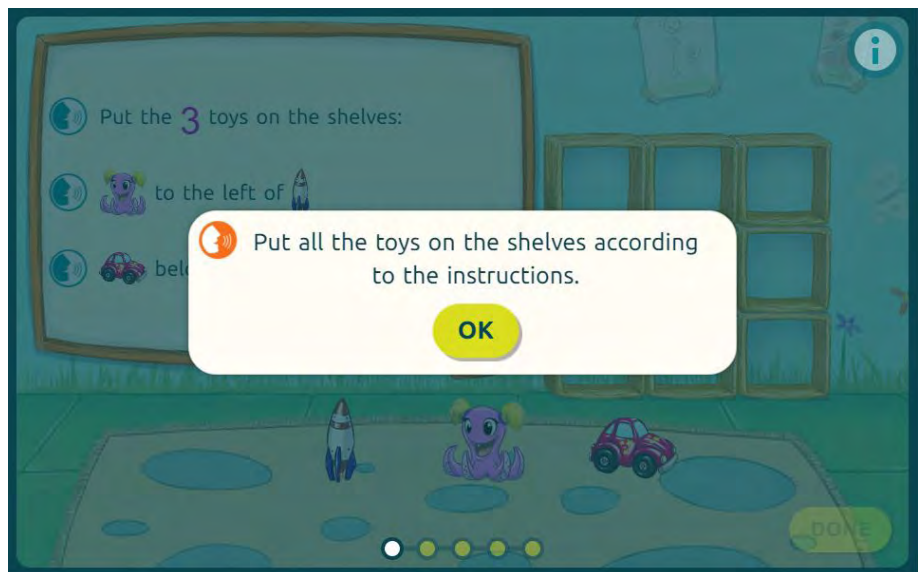 Put the 3 toys on the shelves:
to the left of
Put all the toys on the shelves according
to the instructions.
OK
DONE